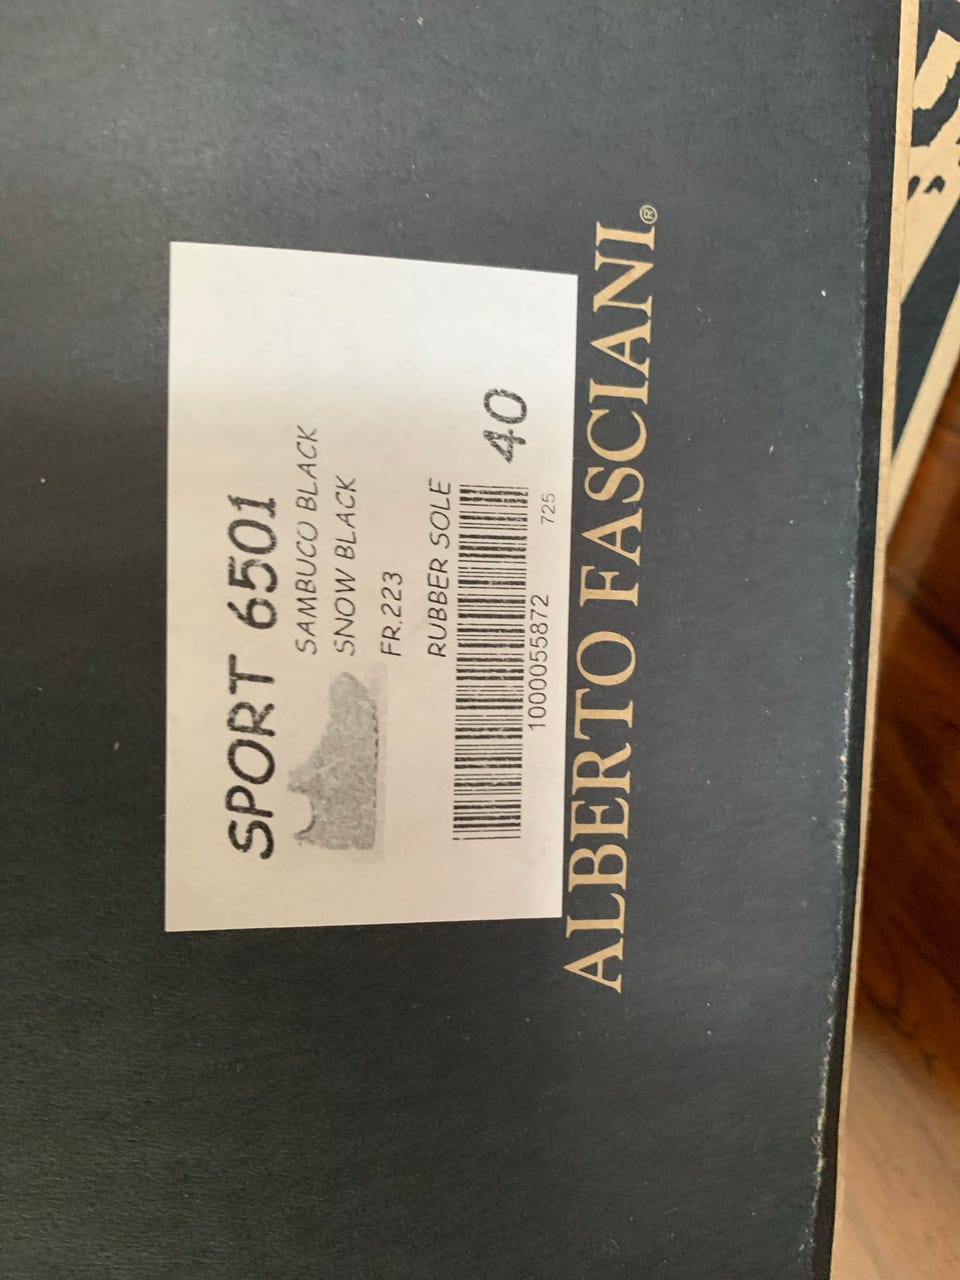 SPORT 6501
SAMBUCO BLACK
SNOW BLACK
FR.223
RUBBER SOLE
40
1000055872
725
ALBERTO FASCIANI®